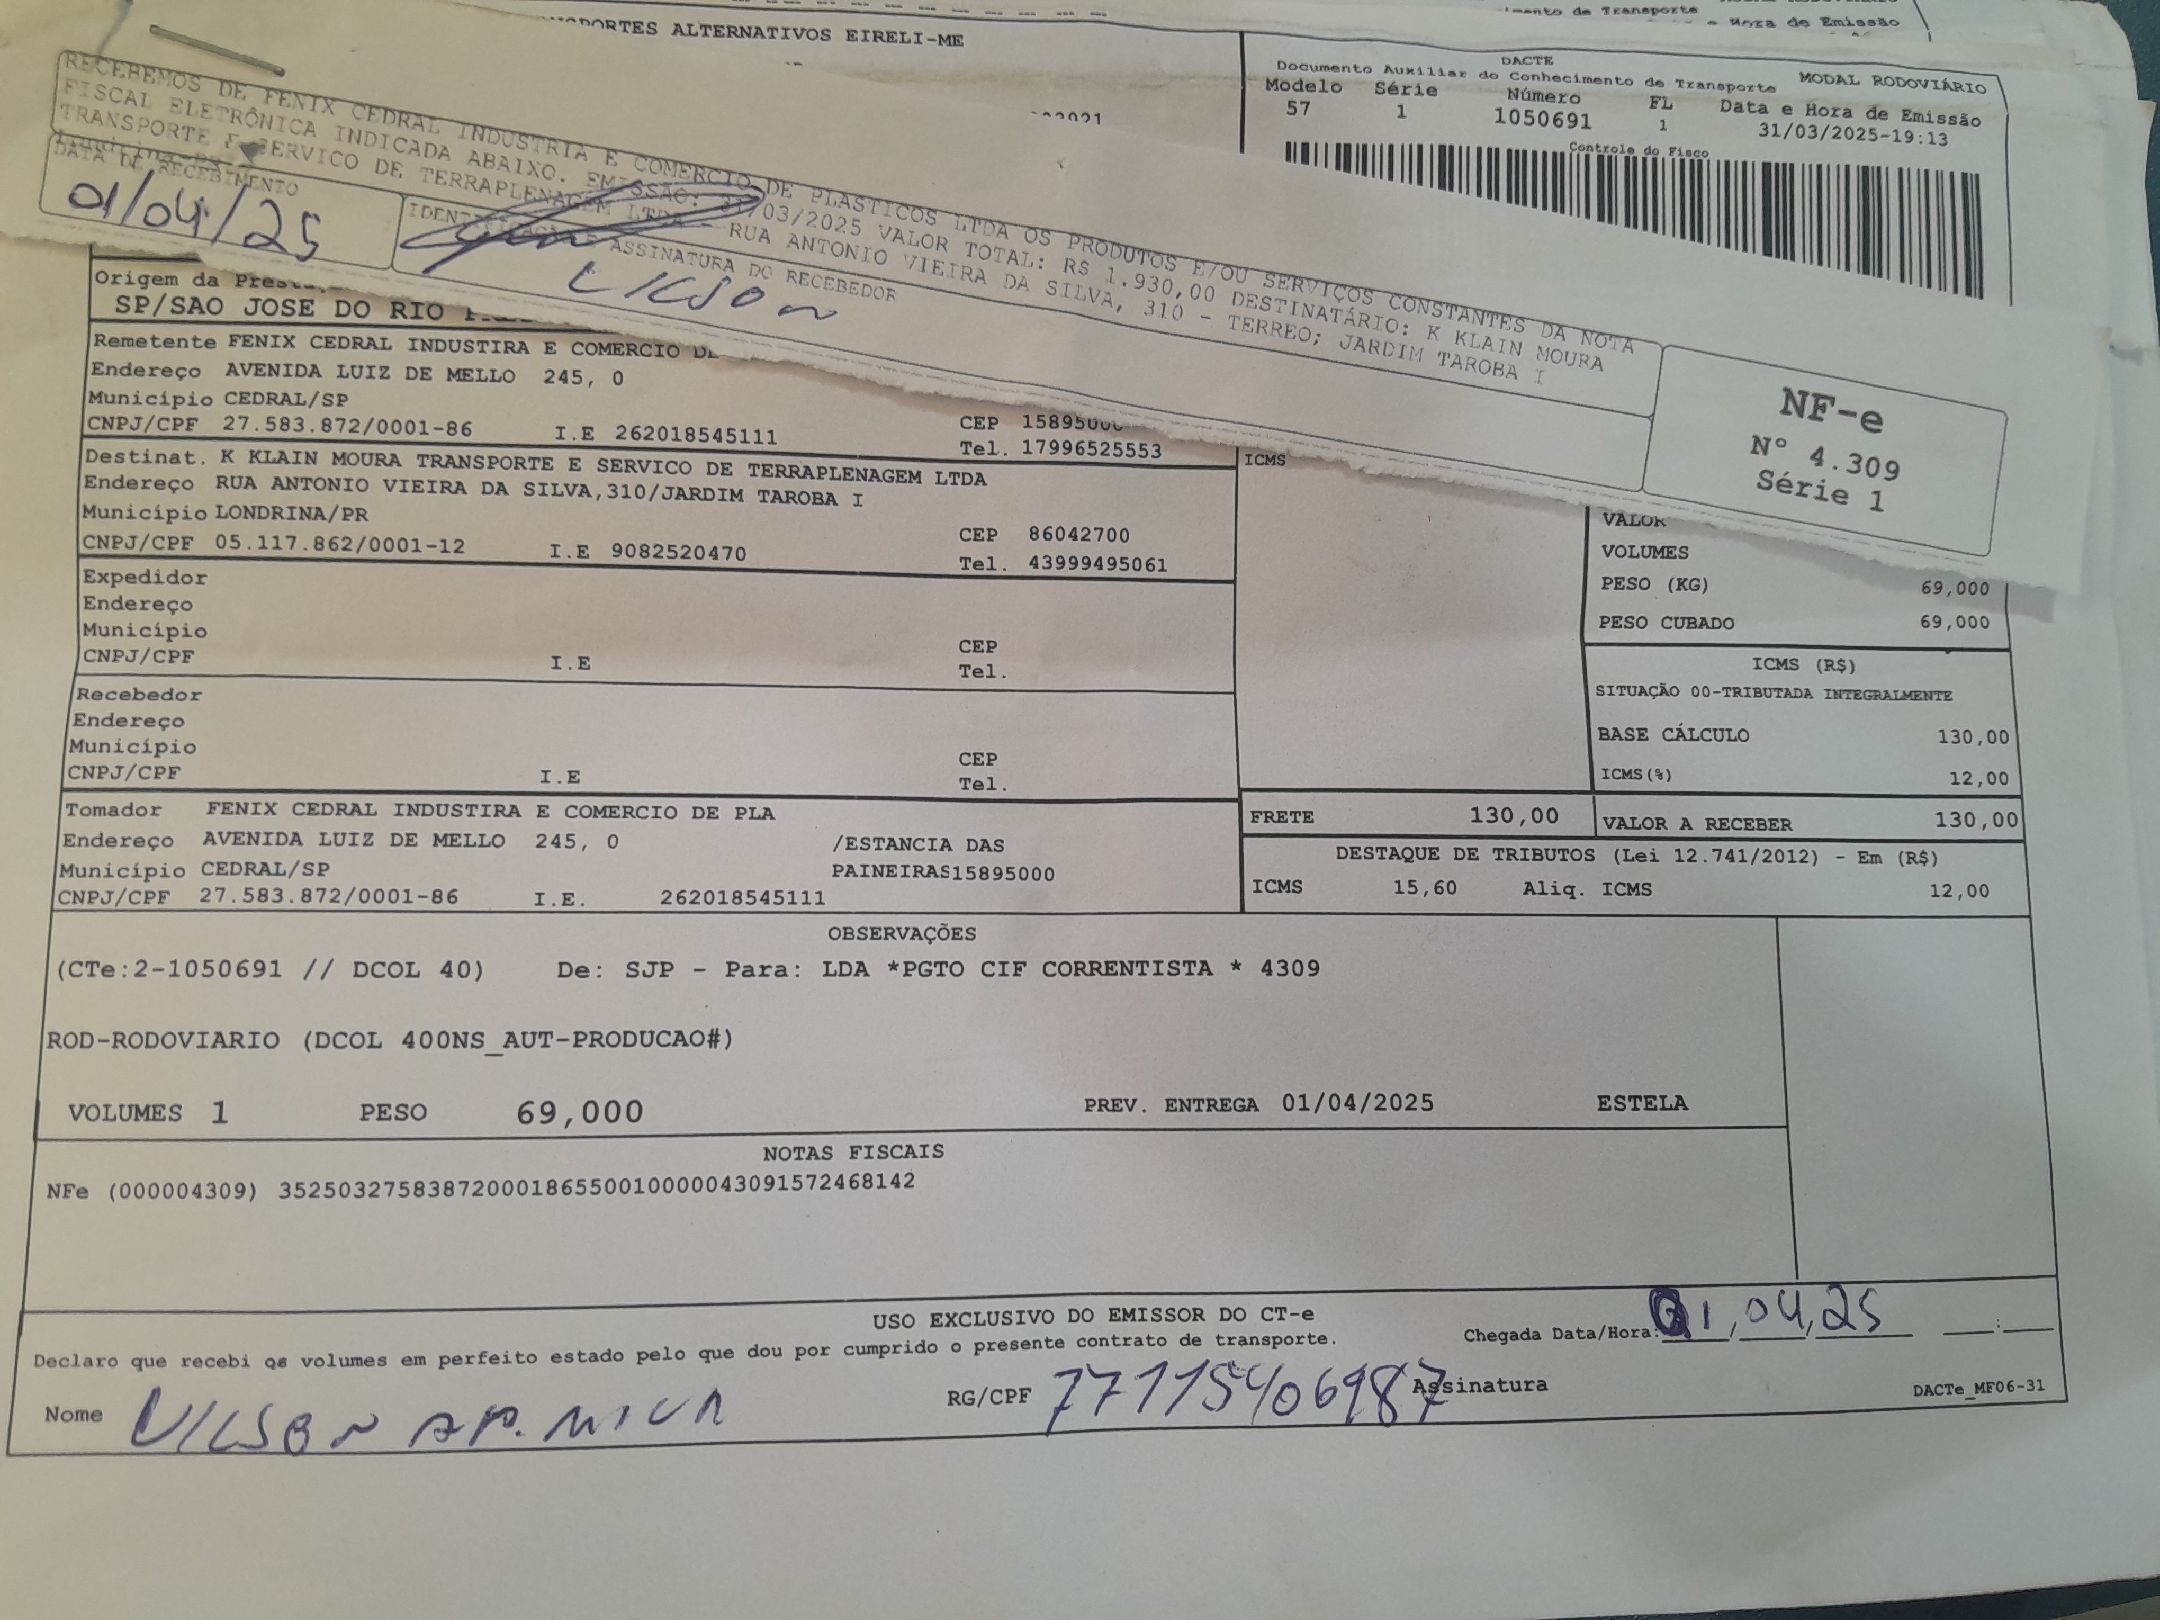 ALTERNATIVOS EIRELI-ME
de Transporte
Hora de Emissão
DACTE
Documento Auxiliar do Conhecimento de Transporte MODAL RODOVIÁRIO
Modelo Série Número FL Data e Hora de Emissão
57 1 1050691 1 31/03/2025-19:13
Controle do Fisco
RECEBEMOS DE FENIX CEDRAL INDUSTRIA E COMERCIO DE PLASTICOS LTDA OS PRODUTOS E/OU SERVIÇOS CONSTANTES DA NOTA
FISCAL ELETRÔNICA INDICADA ABAIXO. EMISSÃO: 31/03/2025 VALOR TOTAL: R$ 1.930,00 DESTINATÁRIO: K KLAIN MOURA
TRANSPORTE E SERVICO DE TERRAPLENAGEM LTDA - RUA ANTONIO VIEIRA DA SILVA, 310 - TERREO; JARDIM TAROBA I
DATA DE RECEBIMENTO
01/04/25
IDENTIFICAÇÃO E ASSINATURA DO RECEBEDOR
NF-e
Nº 4.309
Série 1
Origem da
SP/SAO JOSE DO RIO
Remetente FENIX CEDRAL INDUSTIRA E COMERCIO
Endereço AVENIDA LUIZ DE MELLO 245, 0
Município CEDRAL/SP
CNPJ/CPF 27.583.872/0001-86 I.E 262018545111 CEP 15895000
Tel. 17996525553
Destinat. K KLAIN MOURA TRANSPORTE E SERVICO DE TERRAPLENAGEM LTDA
Endereço RUA ANTONIO VIEIRA DA SILVA,310/JARDIM TAROBA I
Município LONDRINA/PR CEP 86042700
CNPJ/CPF 05.117.862/0001-12 I.E 9082520470 Tel. 43999495061
Expedidor
Endereço
Município CEP
CNPJ/CPF I.E Tel.
Recebedor
Endereço
Município CEP
CNPJ/CPF I.E Tel.
Tomador FENIX CEDRAL INDUSTIRA E COMERCIO DE PLA
Endereço AVENIDA LUIZ DE MELLO 245, 0 /ESTANCIA DAS
Município CEDRAL/SP PAINEIRAS15895000
CNPJ/CPF 27.583.872/0001-86 I.E. 262018545111
ICMS
VALOR
VOLUMES
PESO (KG) 69,000
PESO CUBADO 69,000
ICMS (R$)
SITUAÇÃO 00-TRIBUTADA INTEGRALMENTE
BASE CÁLCULO 130,00
ICMS(%) 12,00
FRETE 130,00 VALOR A RECEBER 130,00
DESTAQUE DE TRIBUTOS (Lei 12.741/2012) - Em (R$)
ICMS 15,60 Aliq. ICMS 12,00
OBSERVAÇÕES
(CTe:2-1050691 // DCOL 40) De: SJP - Para: LDA *PGTO CIF CORRENTISTA * 4309
ROD-RODOVIARIO (DCOL 400NS_AUT-PRODUCAO#)
VOLUMES 1 PESO 69,000 PREV. ENTREGA 01/04/2025 ESTELA
NOTAS FISCAIS
NFe (000004309) 35250327583872000186550010000043091572468142
USO EXCLUSIVO DO EMISSOR DO CT-e
Chegada Data/Hora: 01/04/25 :
Declaro que recebi os volumes em perfeito estado pelo que dou por cumprido o presente contrato de transporte.
Nome RG/CPF 77115406987 Assinatura
DACTe_MF06-31